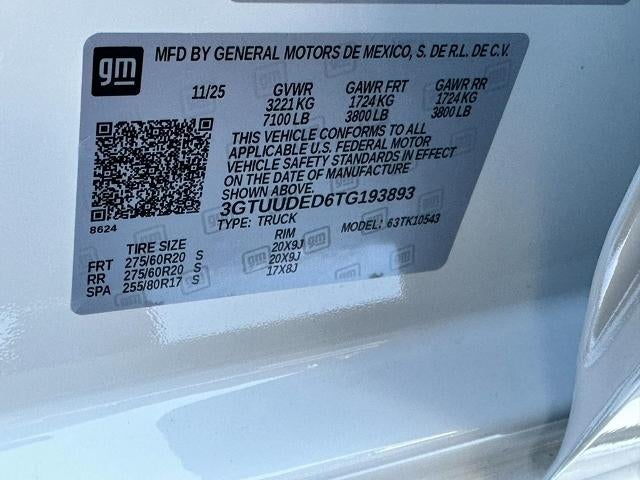 gm MFD BY GENERAL MOTORS DE MEXICO, S. DE R.L. DE C.V.
11/25 GVWR GAWR FRT GAWR RR
3221 KG 1724 KG 1724 KG
7100 LB 3800 LB 3800 LB
THIS VEHICLE CONFORMS TO ALL
APPLICABLE U.S. FEDERAL MOTOR
VEHICLE SAFETY STANDARDS IN EFFECT
ON THE DATE OF MANUFACTURE
SHOWN ABOVE.
8624 3GTUUDED6TG193893
TYPE: TRUCK MODEL: 63TK10543
TIRE SIZE RIM
FRT 275/60R20 S 20X9J
RR 275/60R20 S 20X9J
SPA 255/80R17 S 17X8J